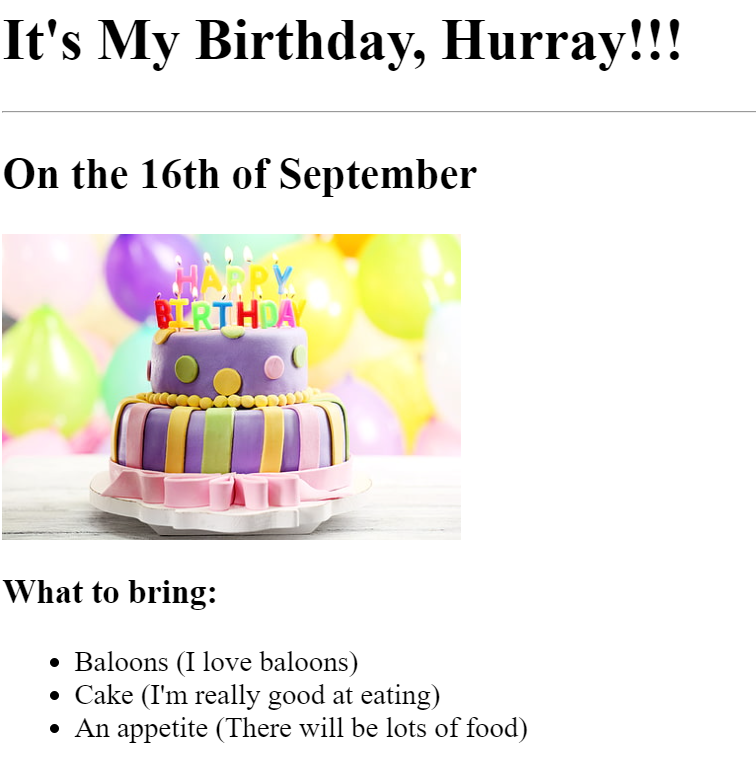 It's My Birthday, Hurray!!!
On the 16th of September
HAPPY
BIRTHDAY
What to bring:
Baloons (I love baloons)
Cake (I'm really good at eating)
An appetite (There will be lots of food)